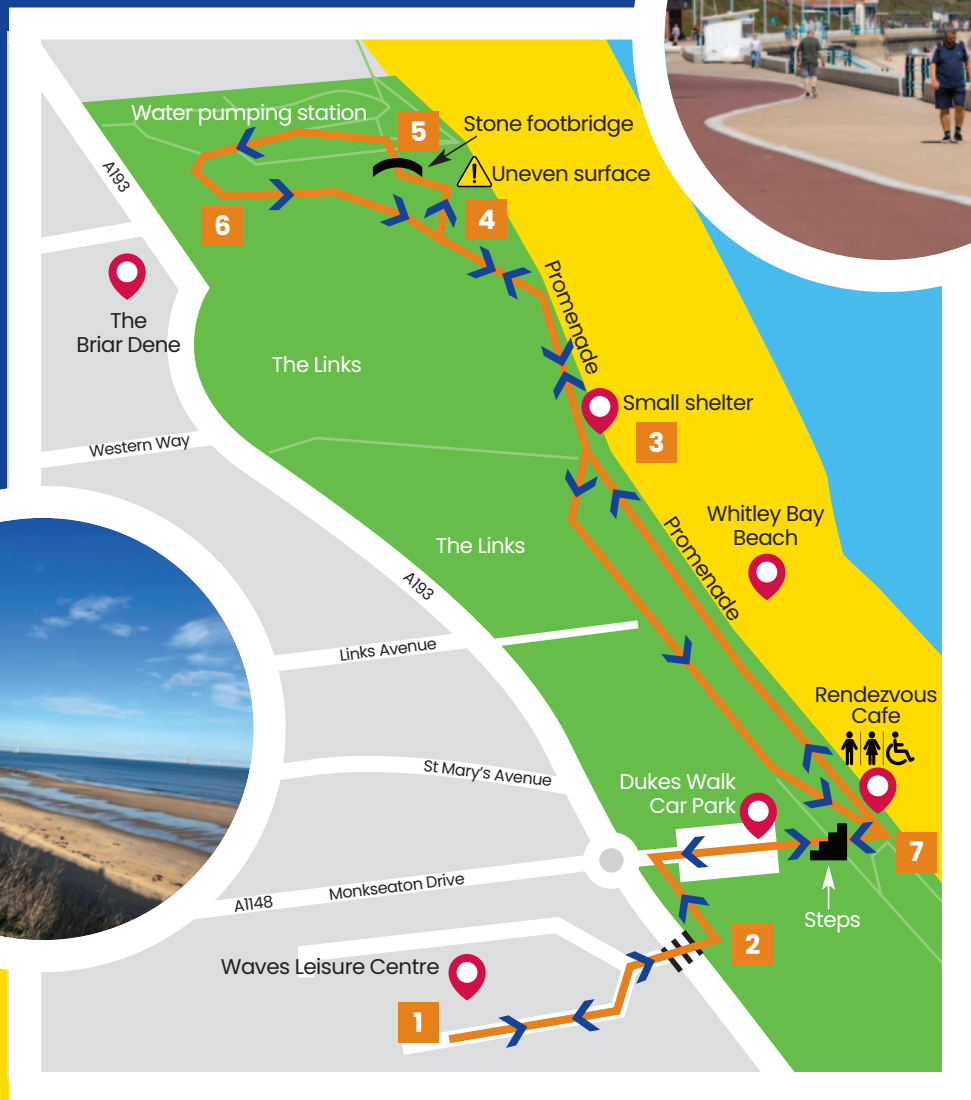 Water pumping station
5
Stone footbridge
Uneven surface
A193
4
6
Promenade
The
Briar Dene
The Links
Small shelter
3
Western Way
Whitley Bay
Beach
Promenade
The Links
A193
Links Avenue
Rendezvous
Cafe
St Mary's Avenue
Dukes Walk
Car Park
7
Monkseaton Drive
A1148
Steps
2
Waves Leisure Centre
1